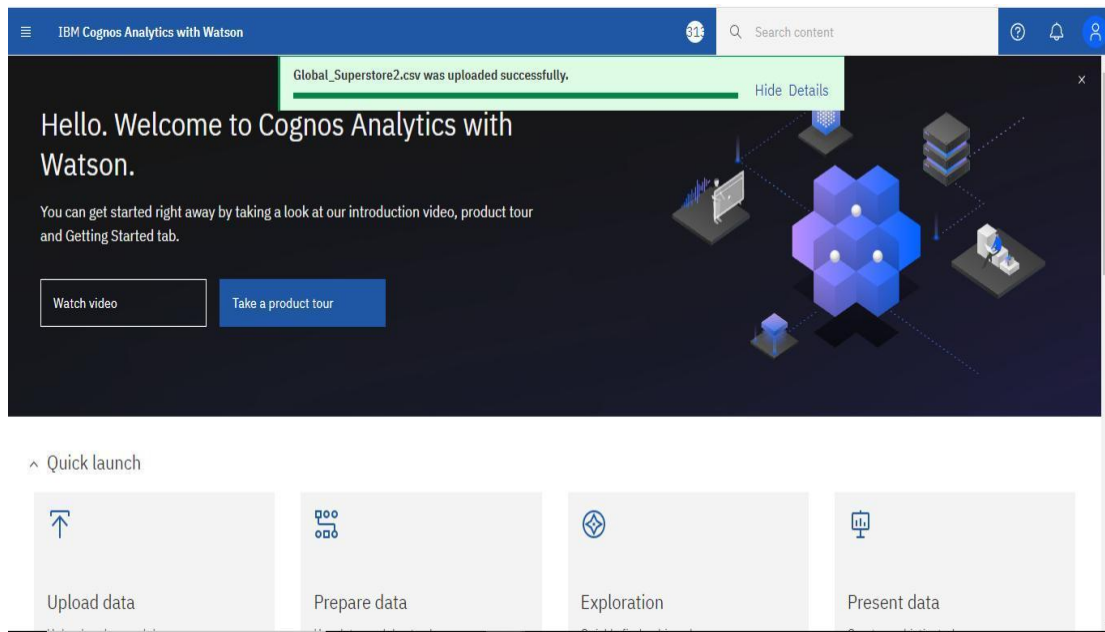 IBM Cognos Analytics with Watson
Search content
Global_Superstore2.csv was uploaded successfully.
Hide Details
Hello. Welcome to Cognos Analytics with
Watson.
You can get started right away by taking a look at our introduction video, product tour
and Getting Started tab.
Watch video
Take a product tour
Quick launch
Upload data
Prepare data
Exploration
Present data